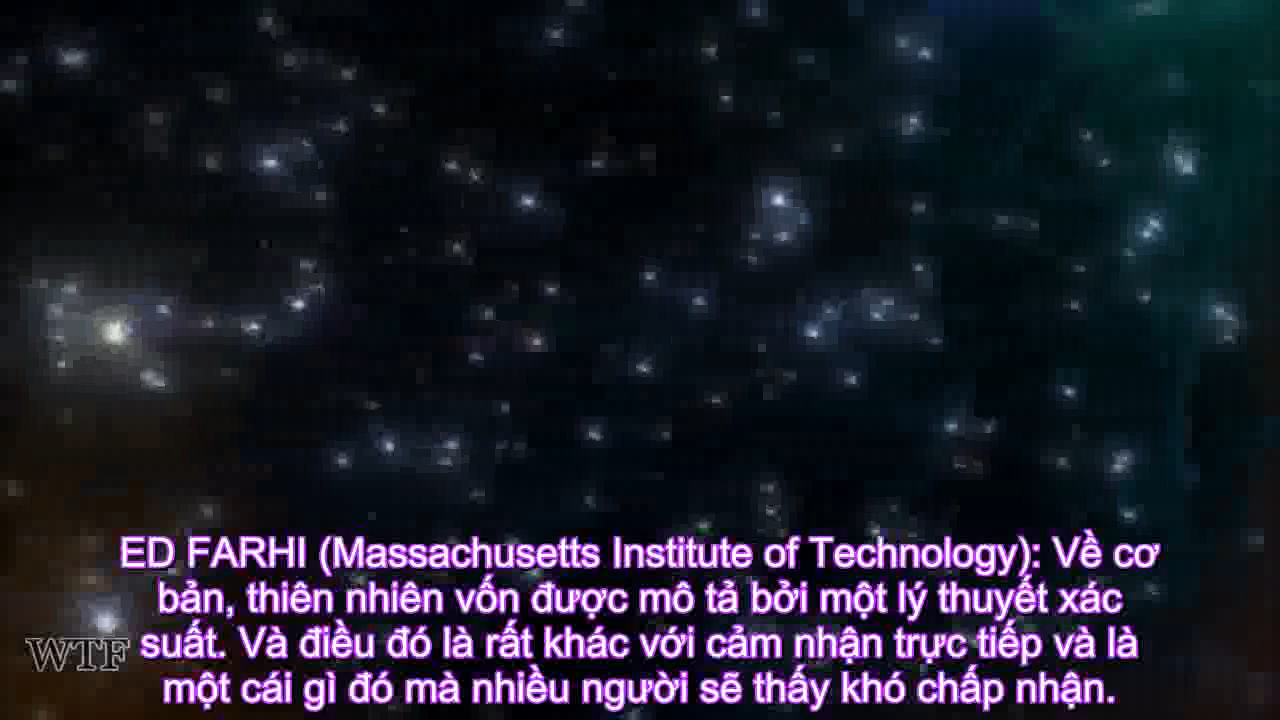 ED FARHI (Massachusetts Institute of Technology): Về cơ
bản, thiên nhiên vốn được mô tả bởi một lý thuyết xác
suất. Và điều đó là rất khác với cảm nhận trực tiếp và là
một cái gì đó mà nhiều người sẽ thấy khó chấp nhận.
WTF